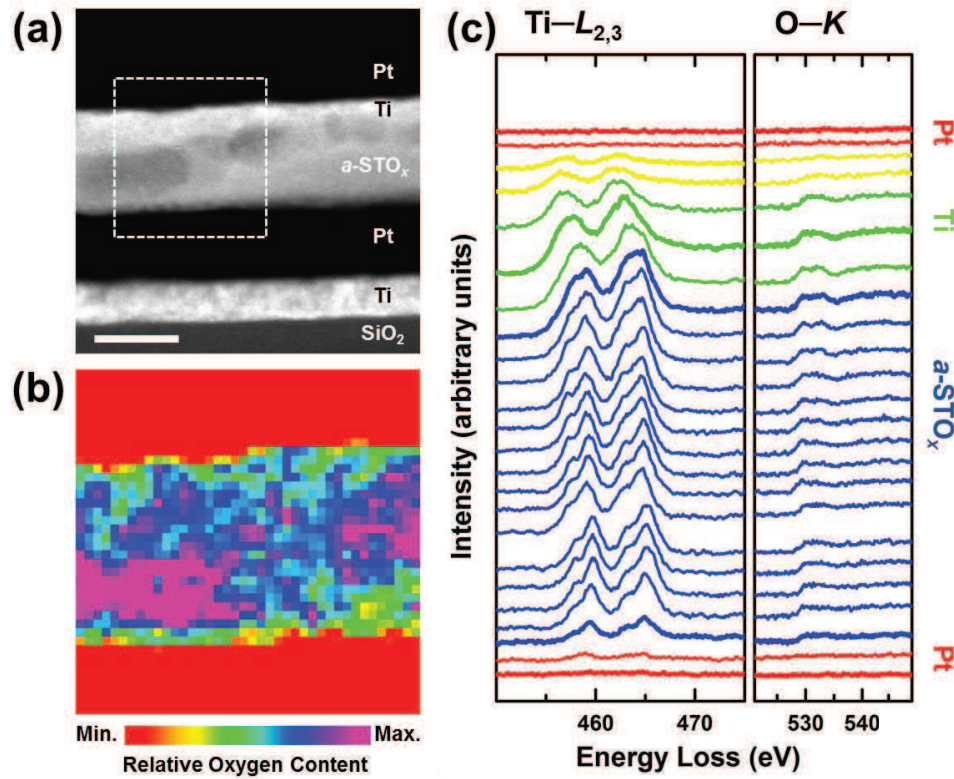 (a)
Pt
Ti
a-STOx
Pt
Ti
SiO2
(b)
Min.
Max.
Relative Oxygen Content
(c)
Ti—L2,3
O—K
Intensity (arbitrary units)
Pt
Ti
a-STOx
Pt
460
470
530
540
Energy Loss (eV)